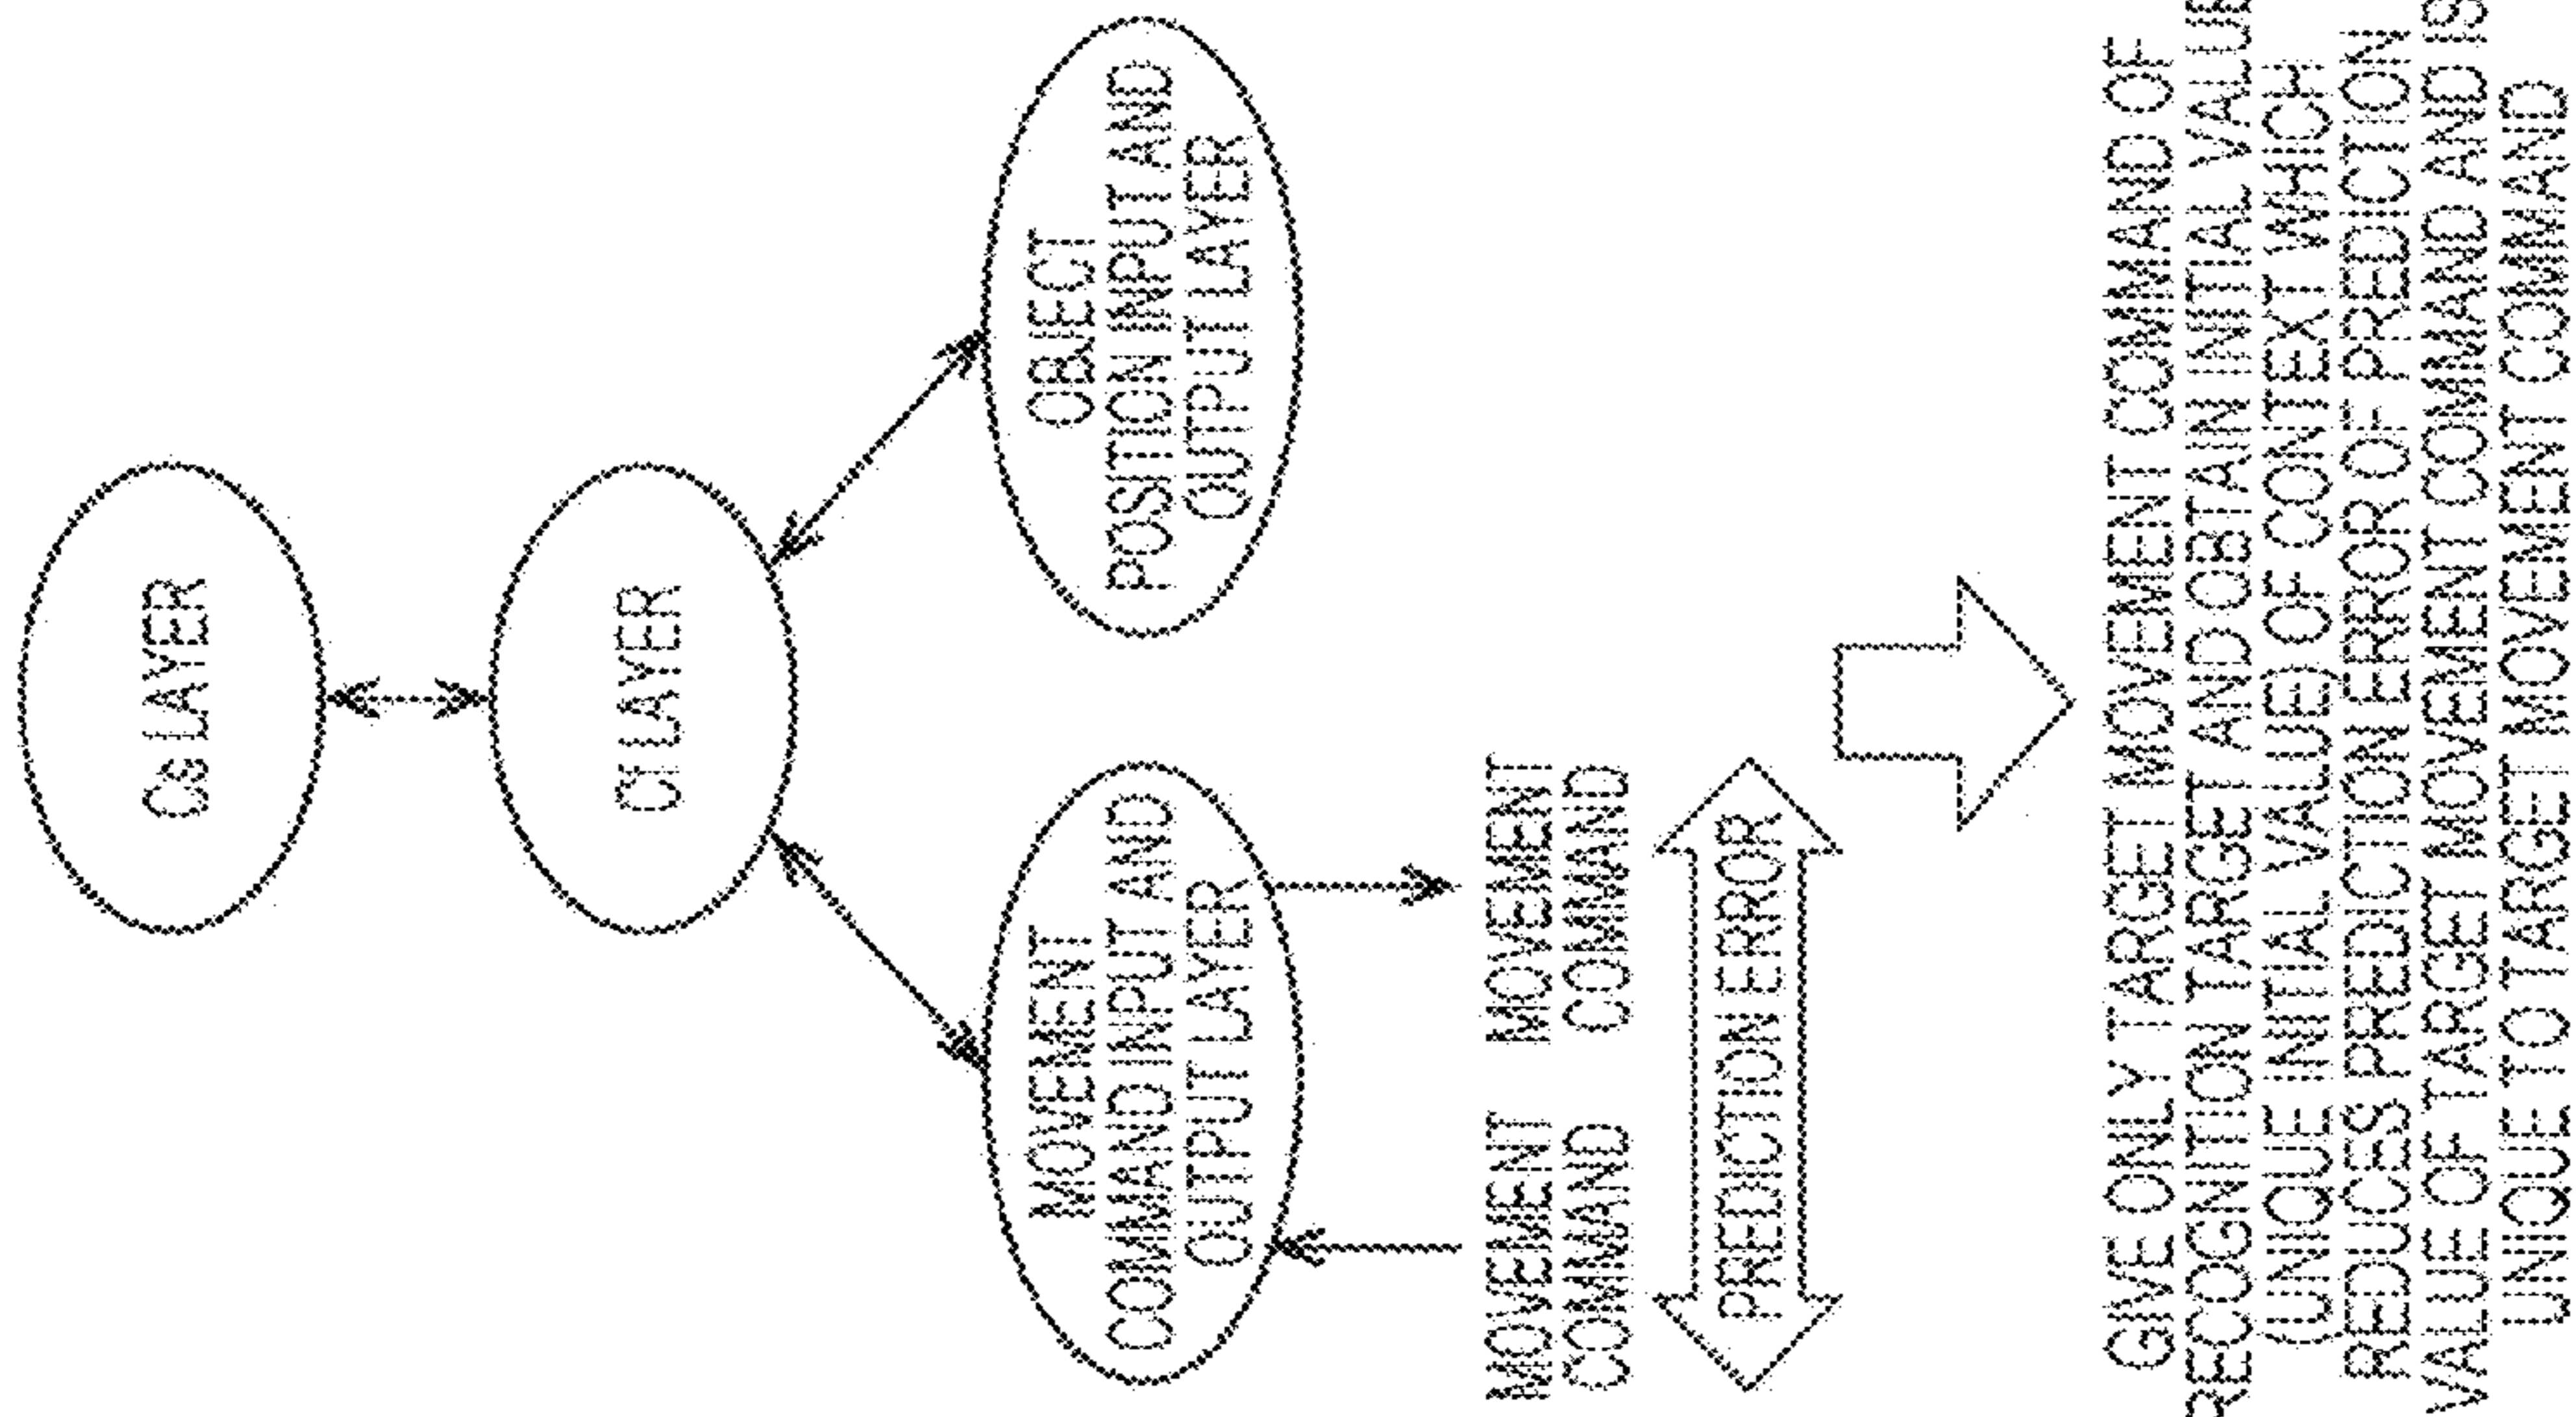 Cs LAYER
Cf LAYER
MOVEMENT
COMMAND INPUT AND
OUTPUT LAYER
OBJECT
POSITION INPUT AND
OUTPUT LAYER
MOVEMENT
COMMAND
MOVEMENT
COMMAND
PREDICTION ERROR
GIVE ONLY TARGET MOVEMENT COMMAND OF
RECOGNITION TARGET AND OBTAIN INITIAL VALUE
(UNIQUE INITIAL VALUE) OF CONTEXT WHICH
REDUCES PREDICTION ERROR OF PREDICTION
VALUE OF TARGET MOVEMENT COMMAND AND IS
UNIQUE TO TARGET MOVEMENT COMMAND